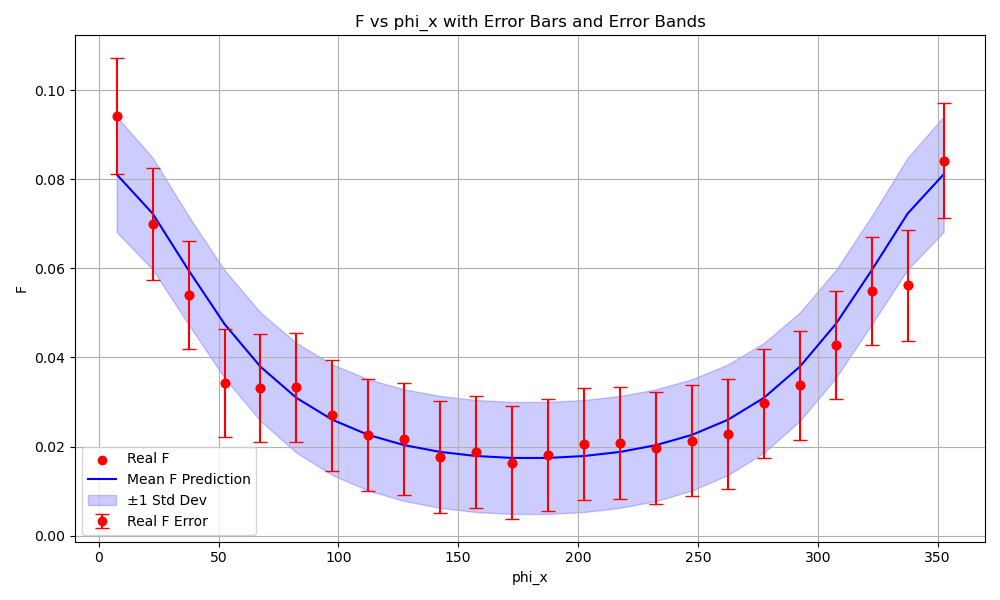 F vs phi_x with Error Bars and Error Bands
F
0.10
0.08
0.06
0.04
0.02
0.00
Real F
Mean F Prediction
±1 Std Dev
Real F Error
0 50 100 150 200 250 300 350
phi_x